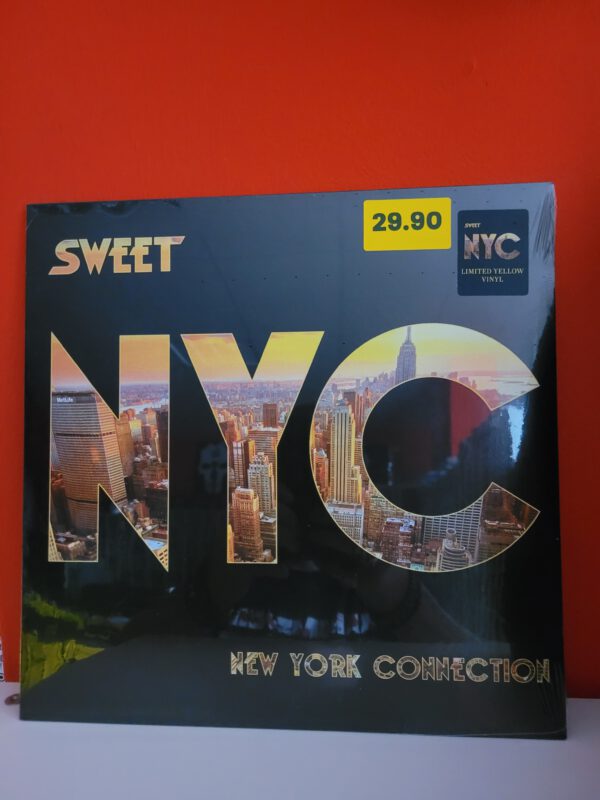 SWEET
29.90
SWEET
NYC
LIMITED YELLOW
VINYL
NYC
MetLife
NEW YORK CONNECTION